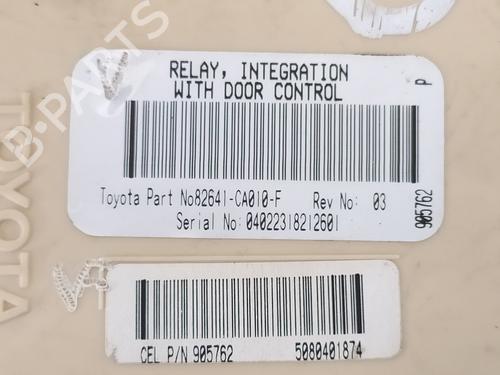 RELAY, INTEGRATION
WITH DOOR CONTROL
P
Toyota Part No82641-CA010-F Rev No: 03
Serial No: 04022318212601
905762
CEL P/N 905762 5080401874
TOYOTA
B-PARTS